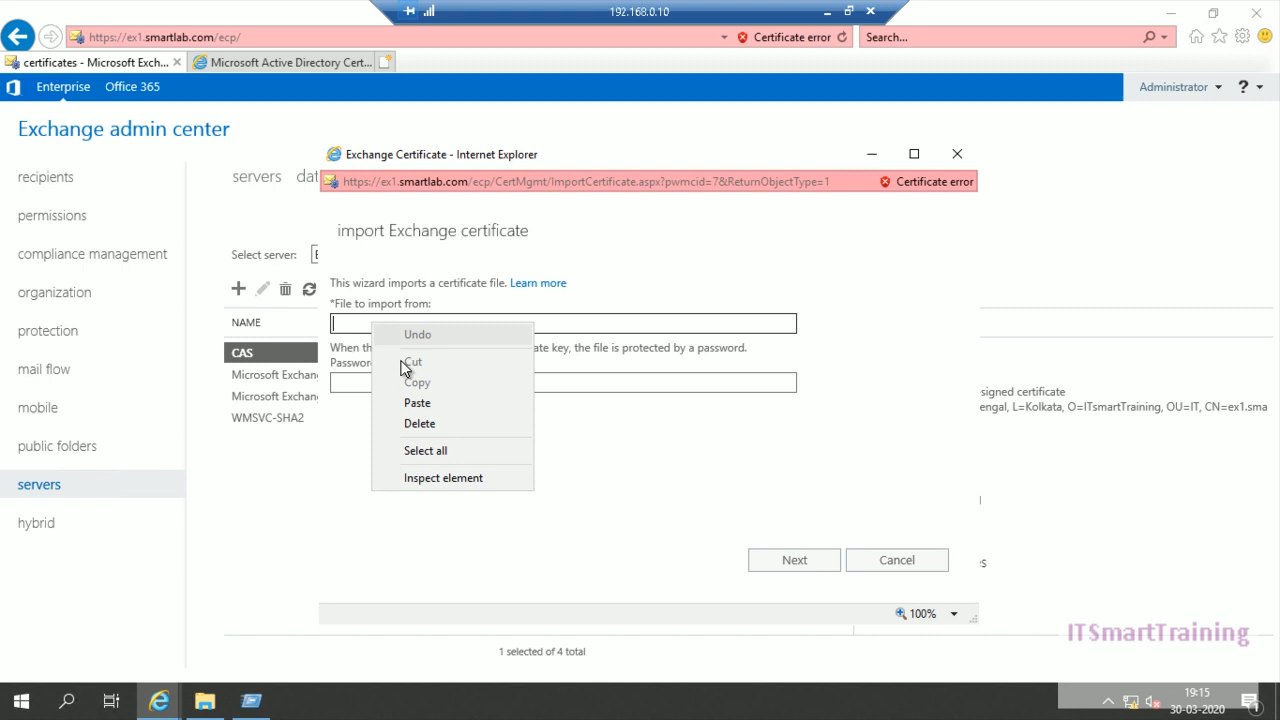 192.168.0.10
https://ex1.smartlab.com/ecp/
Certificate error
Search...
certificates - Microsoft Exch...
Microsoft Active Directory Cert...
Enterprise
Office 365
Administrator
?
Exchange admin center
Exchange Certificate - Internet Explorer
recipients
servers
dat
https://ex1.smartlab.com/ecp/CertMgmt/ImportCertificate.aspx?pwmcid=7&ReturnObjectType=1
Certificate error
permissions
import Exchange certificate
compliance management
Select server:
E
This wizard imports a certificate file. Learn more
organization
*File to import from:
NAME
protection
Undo
When th
te key, the file is protected by a password.
CAS
Passwo
Cut
mail flow
Microsoft Exchan
Copy
signed certificate
Microsoft Exchan
Paste
engal, L=Kolkata, O=ITsmartTraining, OU=IT, CN=ex1.sma
mobile
WMSVC-SHA2
Delete
public folders
Select all
servers
Inspect element
hybrid
Next
Cancel
es
100%
ITSmartTraining
1 selected of 4 total
19:15
30-03-2020
1